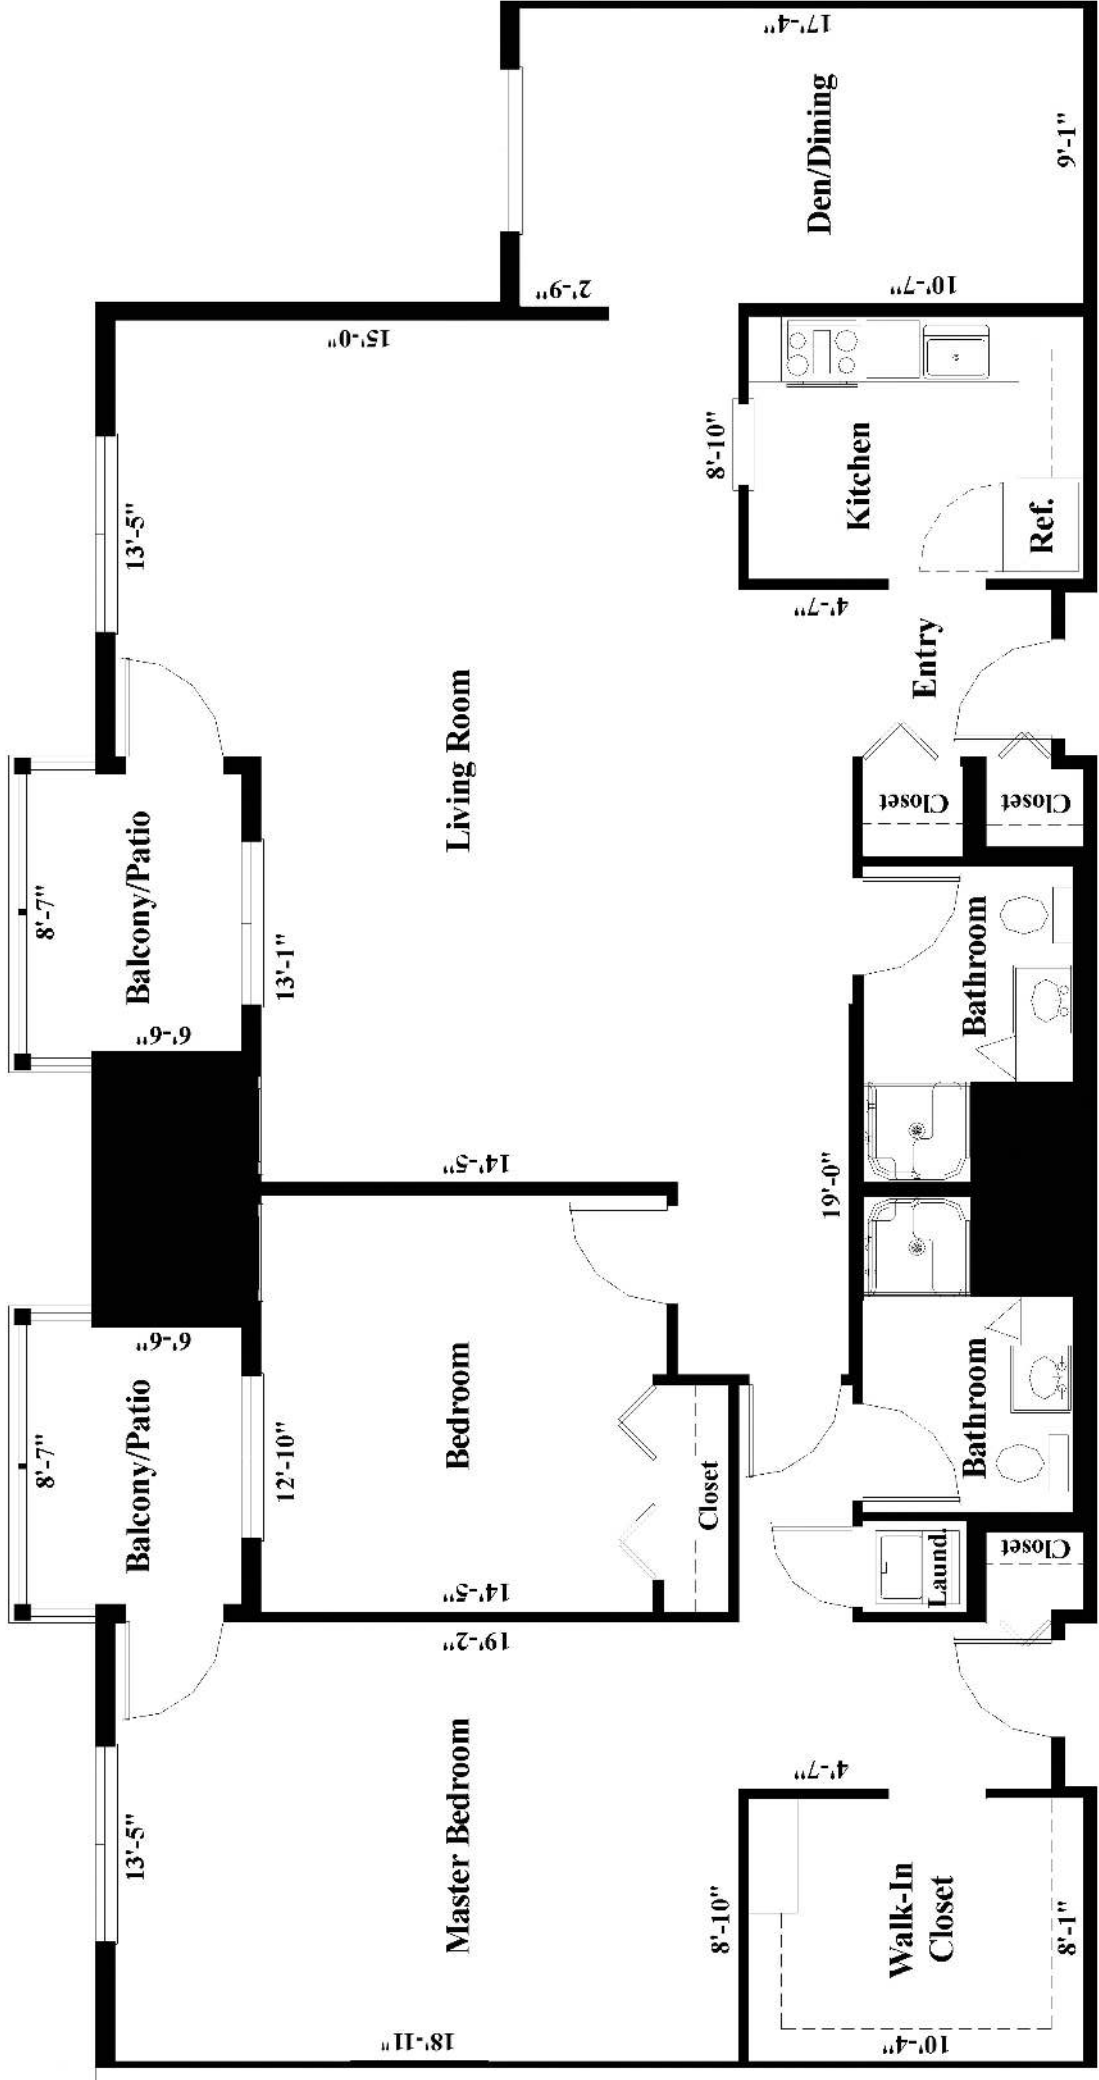 8'-7"
Balcony/Patio
6'-6"
8'-7"
Balcony/Patio
6'-6"
13'-5"
12'-10"
13'-1"
13'-5"
15'-0"
2'-9"
17'-4"
Master Bedroom
18'-11"
19'-2"
14'-5"
Bedroom
14'-5"
Living Room
Den/Dining
10'-7"
9'-1"
8'-10"
Walk-In
Closet
10'-4"
8'-1"
4'-7"
Closet
Laund.
Closet
Bathroom
19'-0"
Bathroom
Closet
Closet
Entry
4'-7"
8'-10"
Kitchen
Ref.